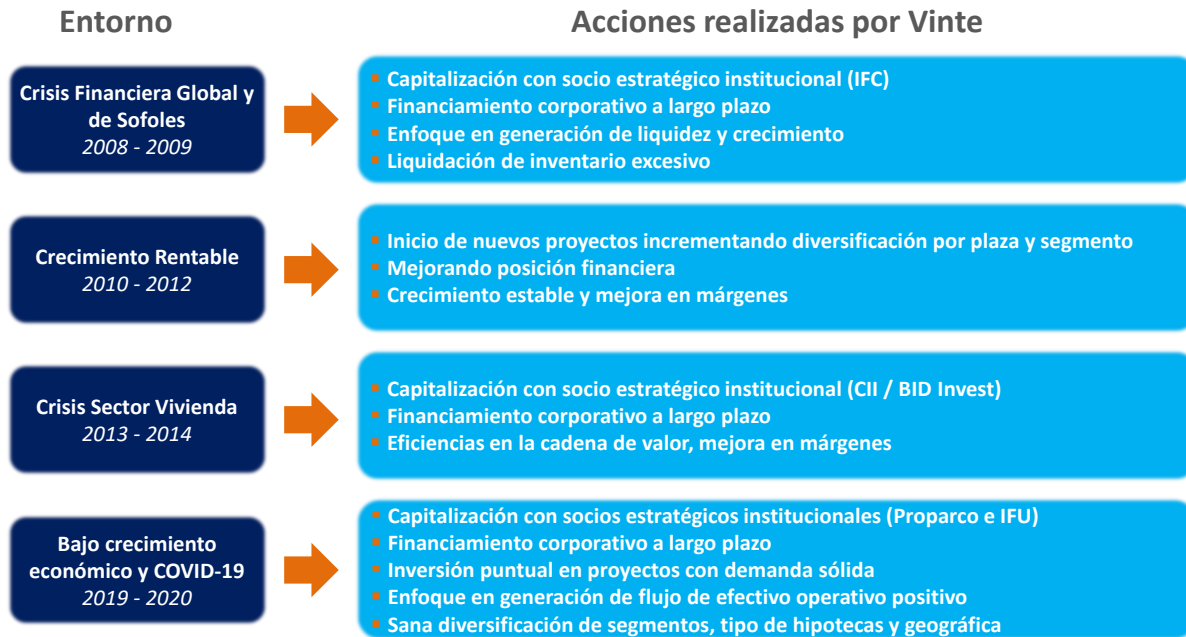 Entorno
Acciones realizadas por Vinte
Crisis Financiera Global y
de Sofoles
2008 - 2009
▪ Capitalización con socio estratégico institucional (IFC)
▪ Financiamiento corporativo a largo plazo
▪ Enfoque en generación de liquidez y crecimiento
▪ Liquidación de inventario excesivo
Crecimiento Rentable
2010 - 2012
▪ Inicio de nuevos proyectos incrementando diversificación por plaza y segmento
▪ Mejorando posición financiera
▪ Crecimiento estable y mejora en márgenes
Crisis Sector Vivienda
2013 - 2014
▪ Capitalización con socio estratégico institucional (CII / BID Invest)
▪ Financiamiento corporativo a largo plazo
▪ Eficiencias en la cadena de valor, mejora en márgenes
Bajo crecimiento
económico y COVID-19
2019 - 2020
▪ Capitalización con socios estratégicos institucionales (Proparco e IFU)
▪ Financiamiento corporativo a largo plazo
▪ Inversión puntual en proyectos con demanda sólida
▪ Enfoque en generación de flujo de efectivo operativo positivo
▪ Sana diversificación de segmentos, tipo de hipotecas y geográfica